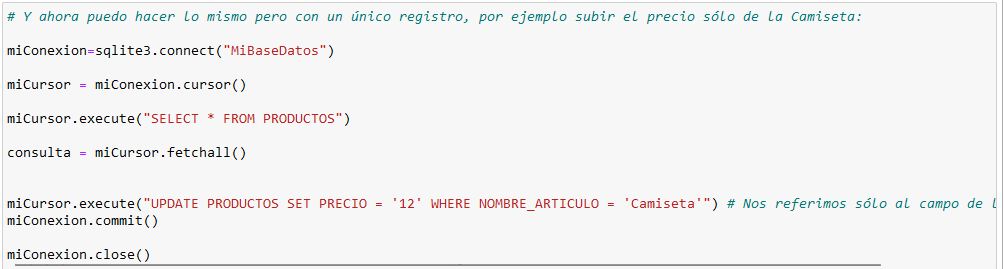 # Y ahora puedo hacer lo mismo pero con un único registro, por ejemplo subir el precio sólo de la Camiseta:
miConexion=sqlite3.connect("MiBaseDatos")
miCursor = miConexion.cursor()
miCursor.execute("SELECT * FROM PRODUCTOS")
consulta = miCursor.fetchall()
miCursor.execute("UPDATE PRODUCTOS SET PRECIO = '12' WHERE NOMBRE_ARTICULO = 'Camiseta'") # Nos referimos sólo al campo de
miConexion.commit()
miConexion.close()